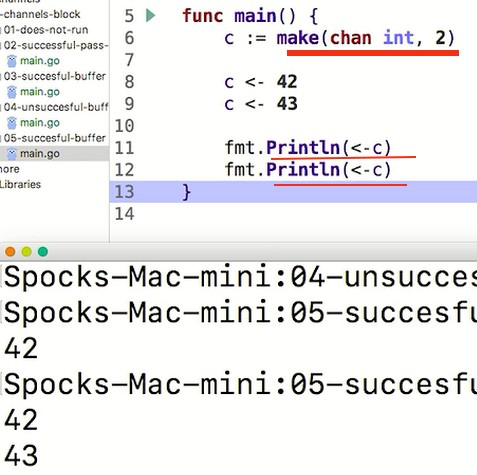 -channels-block
01-does-not-run
02-successful-pass-
main.go
03-succesful-buffer
main.go
04-unsuccesful-buff
main.go
05-succesful-buffer
main.go
ore
Libraries
5 func main() {
6 c := make(chan int, 2)
7
8 c <- 42
9 c <- 43
10
11 fmt.Println(<-c)
12 fmt.Println(<-c)
13 }
14
Spocks-Mac-mini:04-unsucces
Spocks-Mac-mini:05-succesfu
42
Spocks-Mac-mini:05-succesfu
42
43